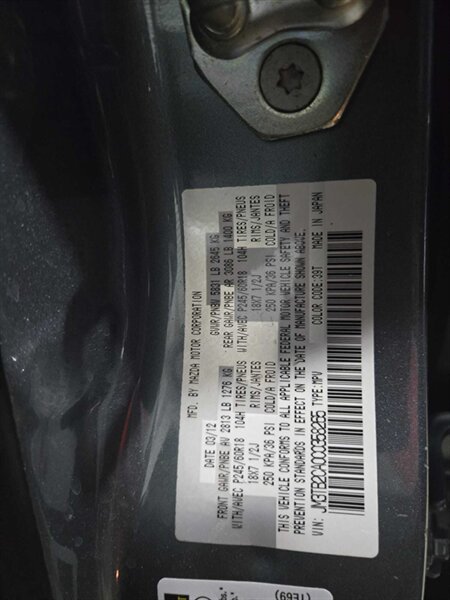 MFD. BY MAZDA MOTOR CORPORATION
DATE 03/12 GVWR/PNBV 5831 LB 2645 KG
FRONT GAWR/PNBE AV 2813 LB 1276 KG REAR GAWR/PNBE AR 3086 LB 1400 KG
WITH/AVEC P245/60R18 104H TIRES/PNEUS WITH/AVEC P245/60R18 104H TIRES/PNEUS
18X7 1/2J RIMS/JANTES 18X7 1/2J RIMS/JANTES
250 KPA/36 PSI COLD/A FROID 250 KPA/36 PSI COLD/A FROID
THIS VEHICLE CONFORMS TO ALL APPLICABLE FEDERAL MOTOR VEHICLE SAFETY AND THEFT
PREVENTION STANDARDS IN EFFECT ON THE DATE OF MANUFACTURE SHOWN ABOVE.
COLOR CODE:39T MADE IN JAPAN
VIN: TYPE:MPV
(TE69)